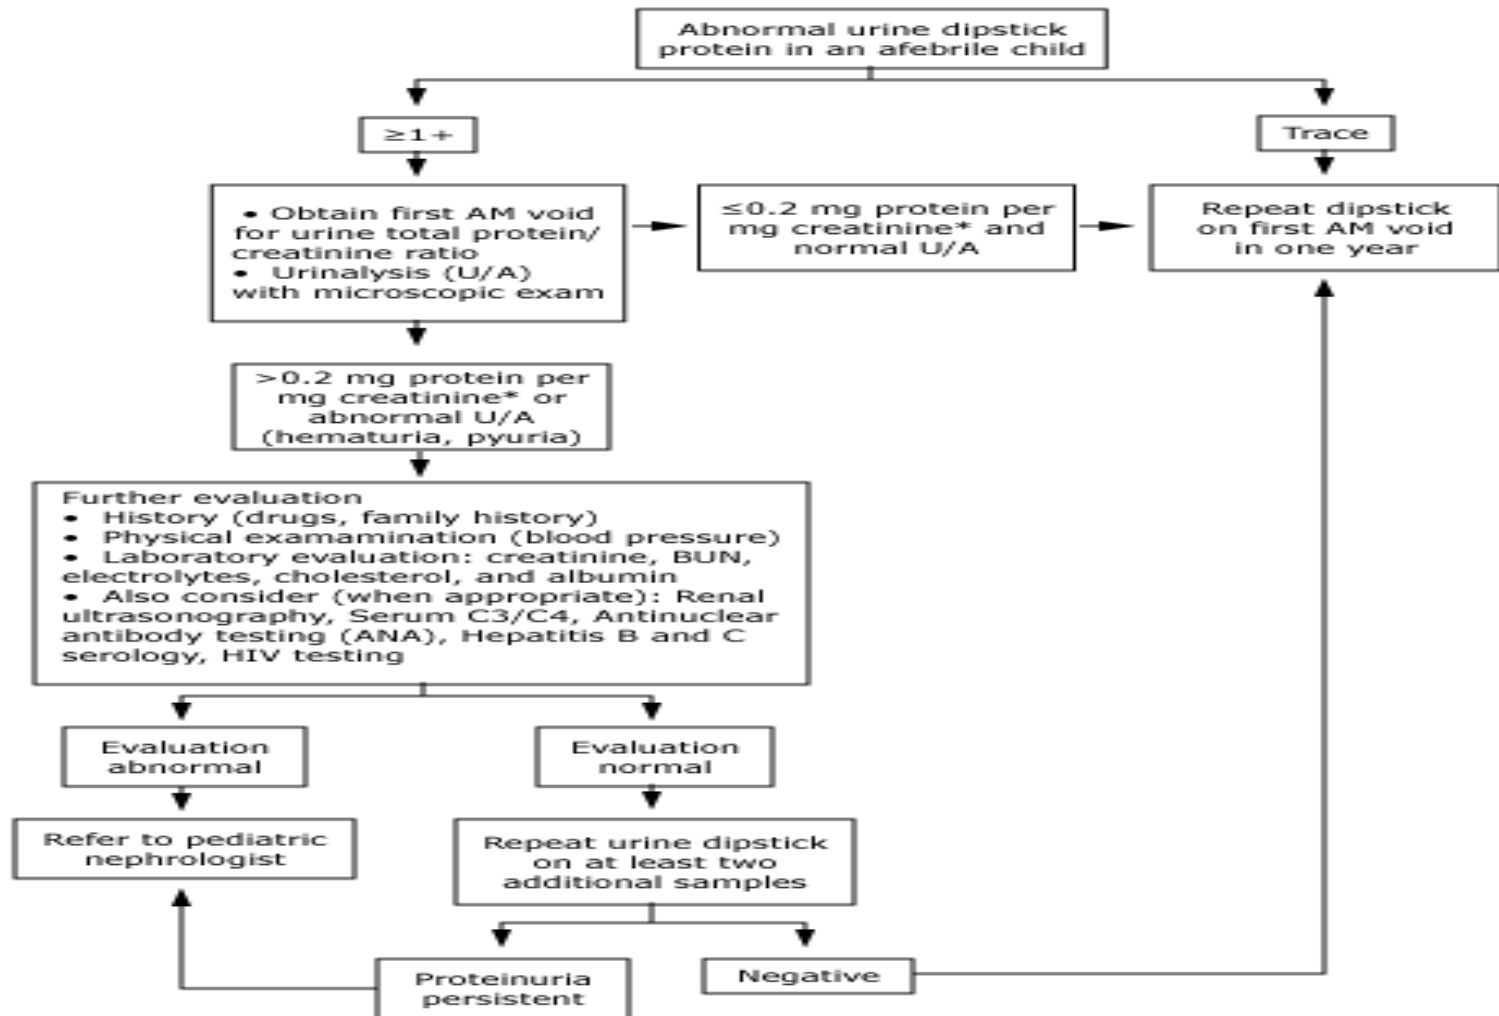 Abnormal urine dipstick
protein in an afebrile child
≥1+
Trace
• Obtain first AM void
for urine total protein/
creatinine ratio
• Urinalysis (U/A)
with microscopic exam
≤0.2 mg protein per
mg creatinine* and
normal U/A
Repeat dipstick
on first AM void
in one year
>0.2 mg protein per
mg creatinine* or
abnormal U/A
(hematuria, pyuria)
Further evaluation
• History (drugs, family history)
• Physical examamination (blood pressure)
• Laboratory evaluation: creatinine, BUN,
electrolytes, cholesterol, and albumin
• Also consider (when appropriate): Renal
ultrasonography, Serum C3/C4, Antinuclear
antibody testing (ANA), Hepatitis B and C
serology, HIV testing
Evaluation
abnormal
Evaluation
normal
Refer to pediatric
nephrologist
Repeat urine dipstick
on at least two
additional samples
Proteinuria
persistent
Negative